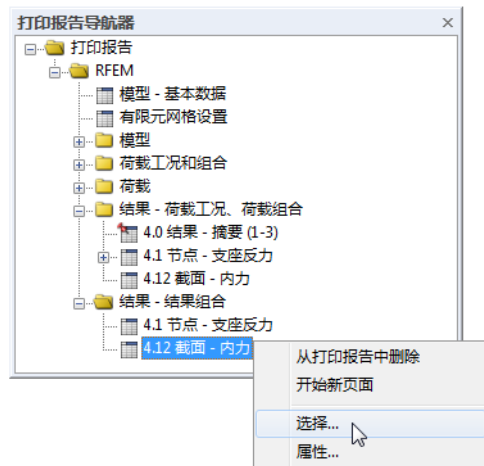 打印报告导航器
打印报告
RFEM
模型 - 基本数据
有限元网格设置
模型
荷载工况和组合
荷载
结果 - 荷载工况、荷载组合
4.0 结果 - 摘要 (1-3)
4.1 节点 - 支座反力
4.12 截面 - 内力
结果 - 结果组合
4.1 节点 - 支座反力
4.12 截面 - 内力
从打印报告中删除
开始新页面
选择...
属性...